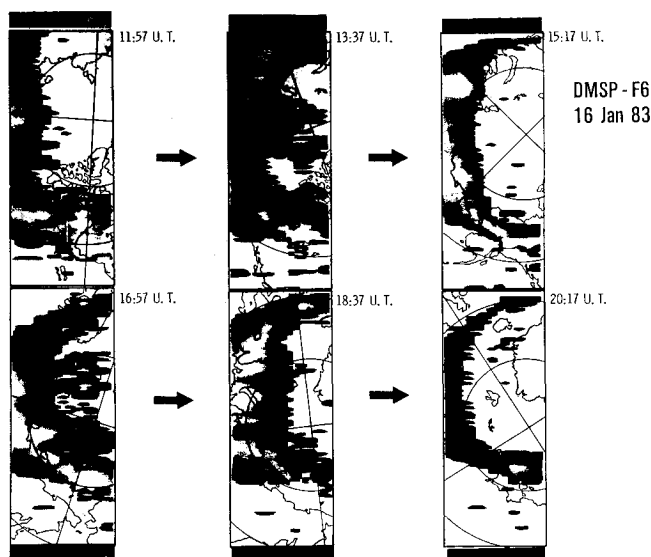 11:57 U. T.
13:37 U. T.
15:17 U. T.
DMSP - F6
16 Jan 83
16:57 U. T.
18:37 U. T.
20:17 U. T.